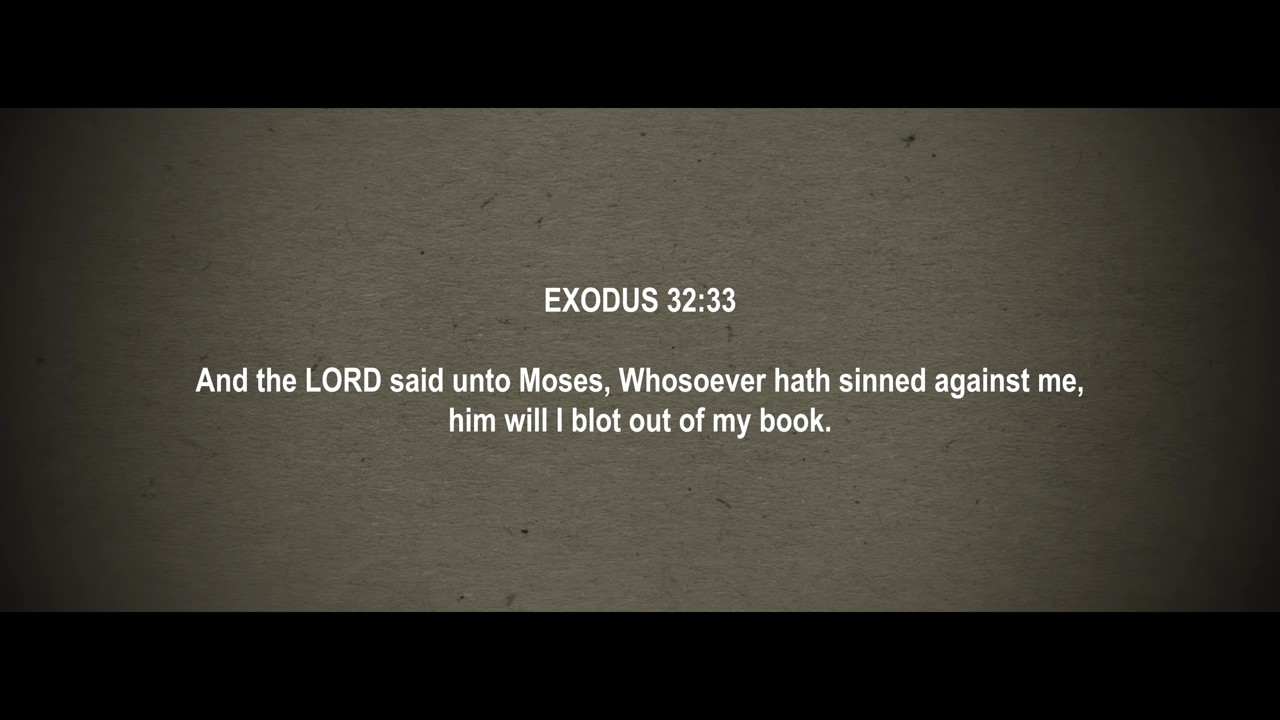 EXODUS 32:33
And the LORD said unto Moses, Whosoever hath sinned against me,
him will I blot out of my book.